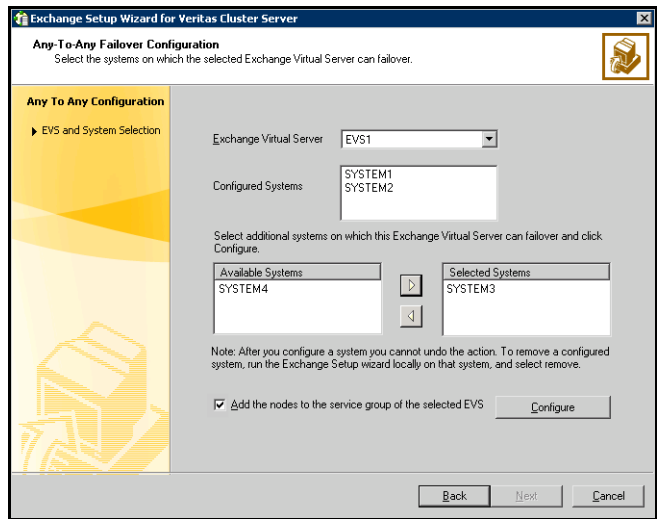 Exchange Setup Wizard for Veritas Cluster Server
Any-To-Any Failover Configuration
Select the systems on which the selected Exchange Virtual Server can failover.
Any To Any Configuration
EVS and System Selection
Exchange Virtual Server
EVS1
Configured Systems
SYSTEM1
SYSTEM2
Select additional systems on which this Exchange Virtual Server can failover and click
Configure.
Available Systems
SYSTEM4
Selected Systems
SYSTEM3
Note: After you configure a system you cannot undo the action. To remove a configured
system, run the Exchange Setup wizard locally on that system, and select remove.
Add the nodes to the service group of the selected EVS
Configure
Back
Next
Cancel